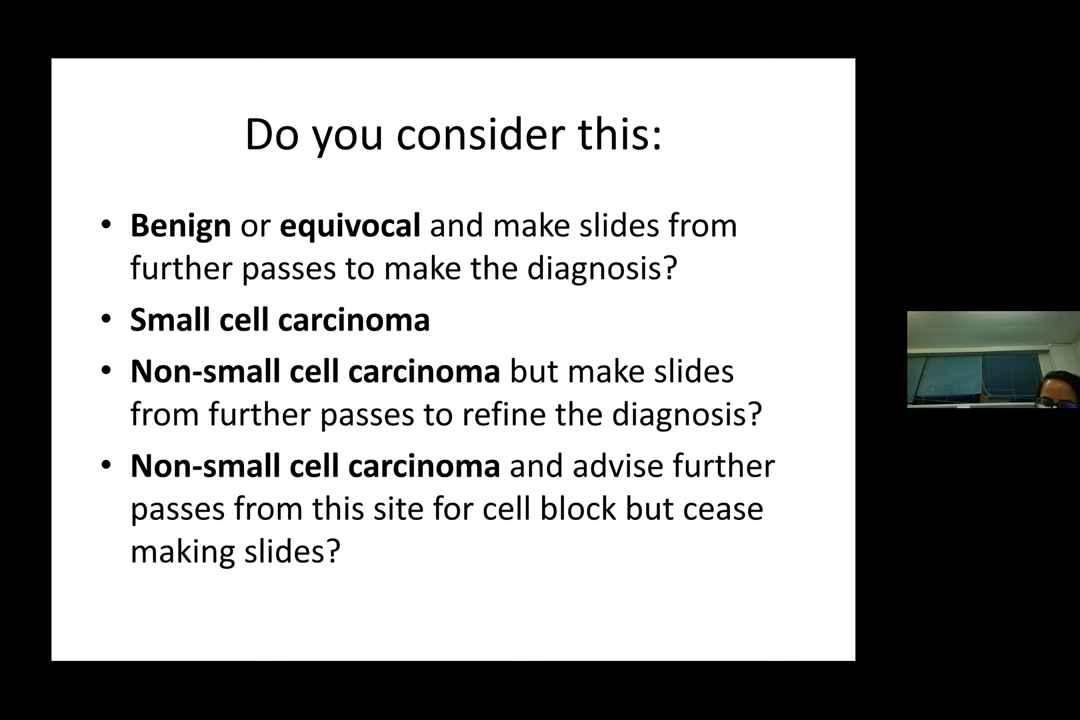 Do you consider this:
• Benign or equivocal and make slides from
further passes to make the diagnosis?
• Small cell carcinoma
• Non-small cell carcinoma but make slides
from further passes to refine the diagnosis?
• Non-small cell carcinoma and advise further
passes from this site for cell block but cease
making slides?